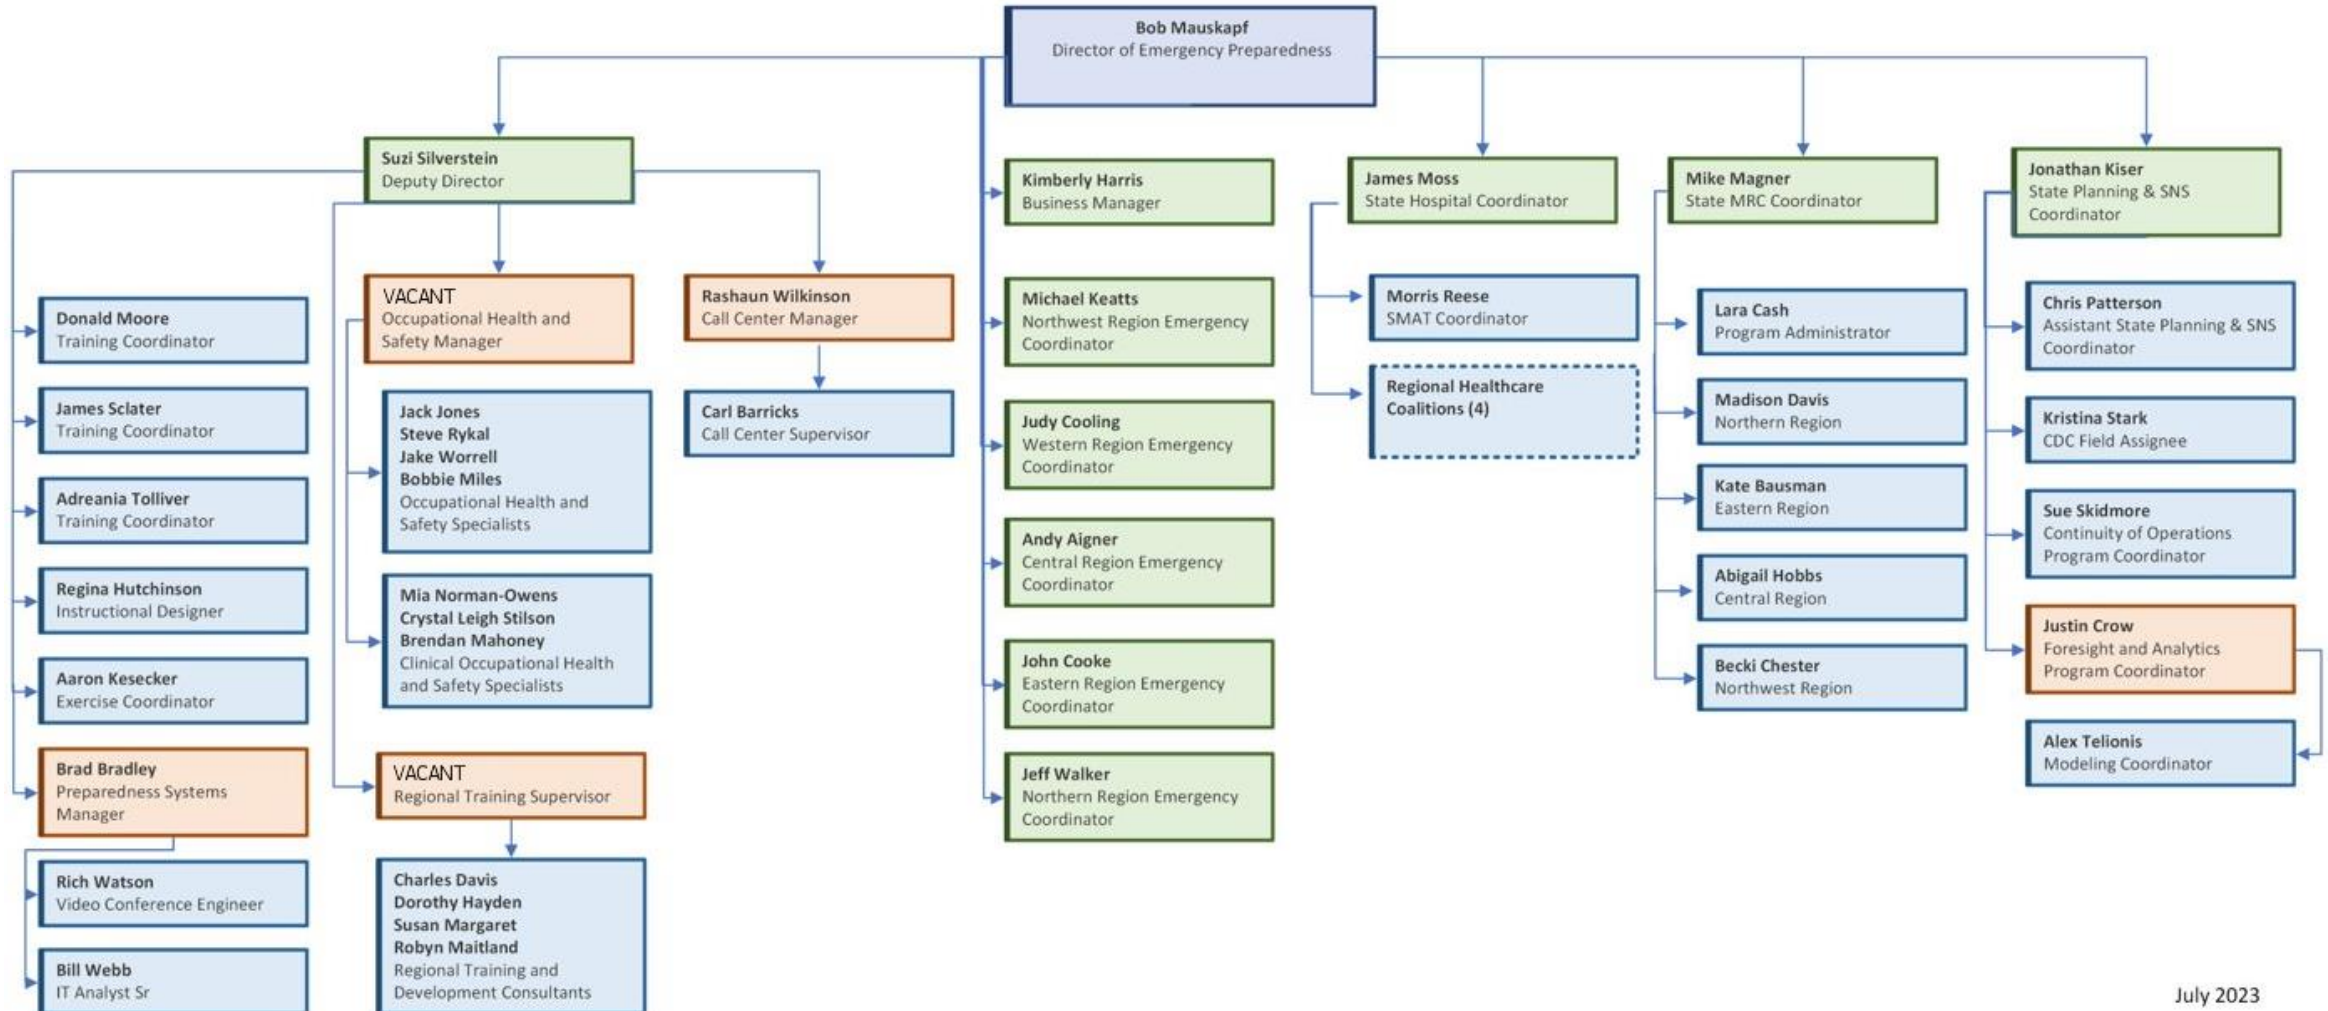 Bob Mauskapf
Director of Emergency Preparedness
Suzi Silverstein
Deputy Director
Donald Moore
Training Coordinator
James Sclater
Training Coordinator
Adreania Tolliver
Training Coordinator
Regina Hutchinson
Instructional Designer
Aaron Kesecker
Exercise Coordinator
Brad Bradley
Preparedness Systems
Manager
Rich Watson
Video Conference Engineer
Bill Webb
IT Analyst Sr
VACANT
Occupational Health and
Safety Manager
Jack Jones
Steve Rykal
Jake Worrell
Bobbie Miles
Occupational Health and
Safety Specialists
Mia Norman-Owens
Crystal Leigh Stilson
Brendan Mahoney
Clinical Occupational Health
and Safety Specialists
VACANT
Regional Training Supervisor
Charles Davis
Dorothy Hayden
Susan Margaret
Robyn Maitland
Regional Training and
Development Consultants
Rashaun Wilkinson
Call Center Manager
Carl Barricks
Call Center Supervisor
Kimberly Harris
Business Manager
Michael Keatts
Northwest Region Emergency
Coordinator
Judy Cooling
Western Region Emergency
Coordinator
Andy Aigner
Central Region Emergency
Coordinator
John Cooke
Eastern Region Emergency
Coordinator
Jeff Walker
Northern Region Emergency
Coordinator
James Moss
State Hospital Coordinator
Morris Reese
SMAT Coordinator
Regional Healthcare
Coalitions (4)
Mike Magner
State MRC Coordinator
Lara Cash
Program Administrator
Madison Davis
Northern Region
Kate Bausman
Eastern Region
Abigail Hobbs
Central Region
Becki Chester
Northwest Region
Jonathan Kiser
State Planning & SNS
Coordinator
Chris Patterson
Assistant State Planning & SNS
Coordinator
Kristina Stark
CDC Field Assignee
Sue Skidmore
Continuity of Operations
Program Coordinator
Justin Crow
Foresight and Analytics
Program Coordinator
Alex Telionis
Modeling Coordinator
July 2023